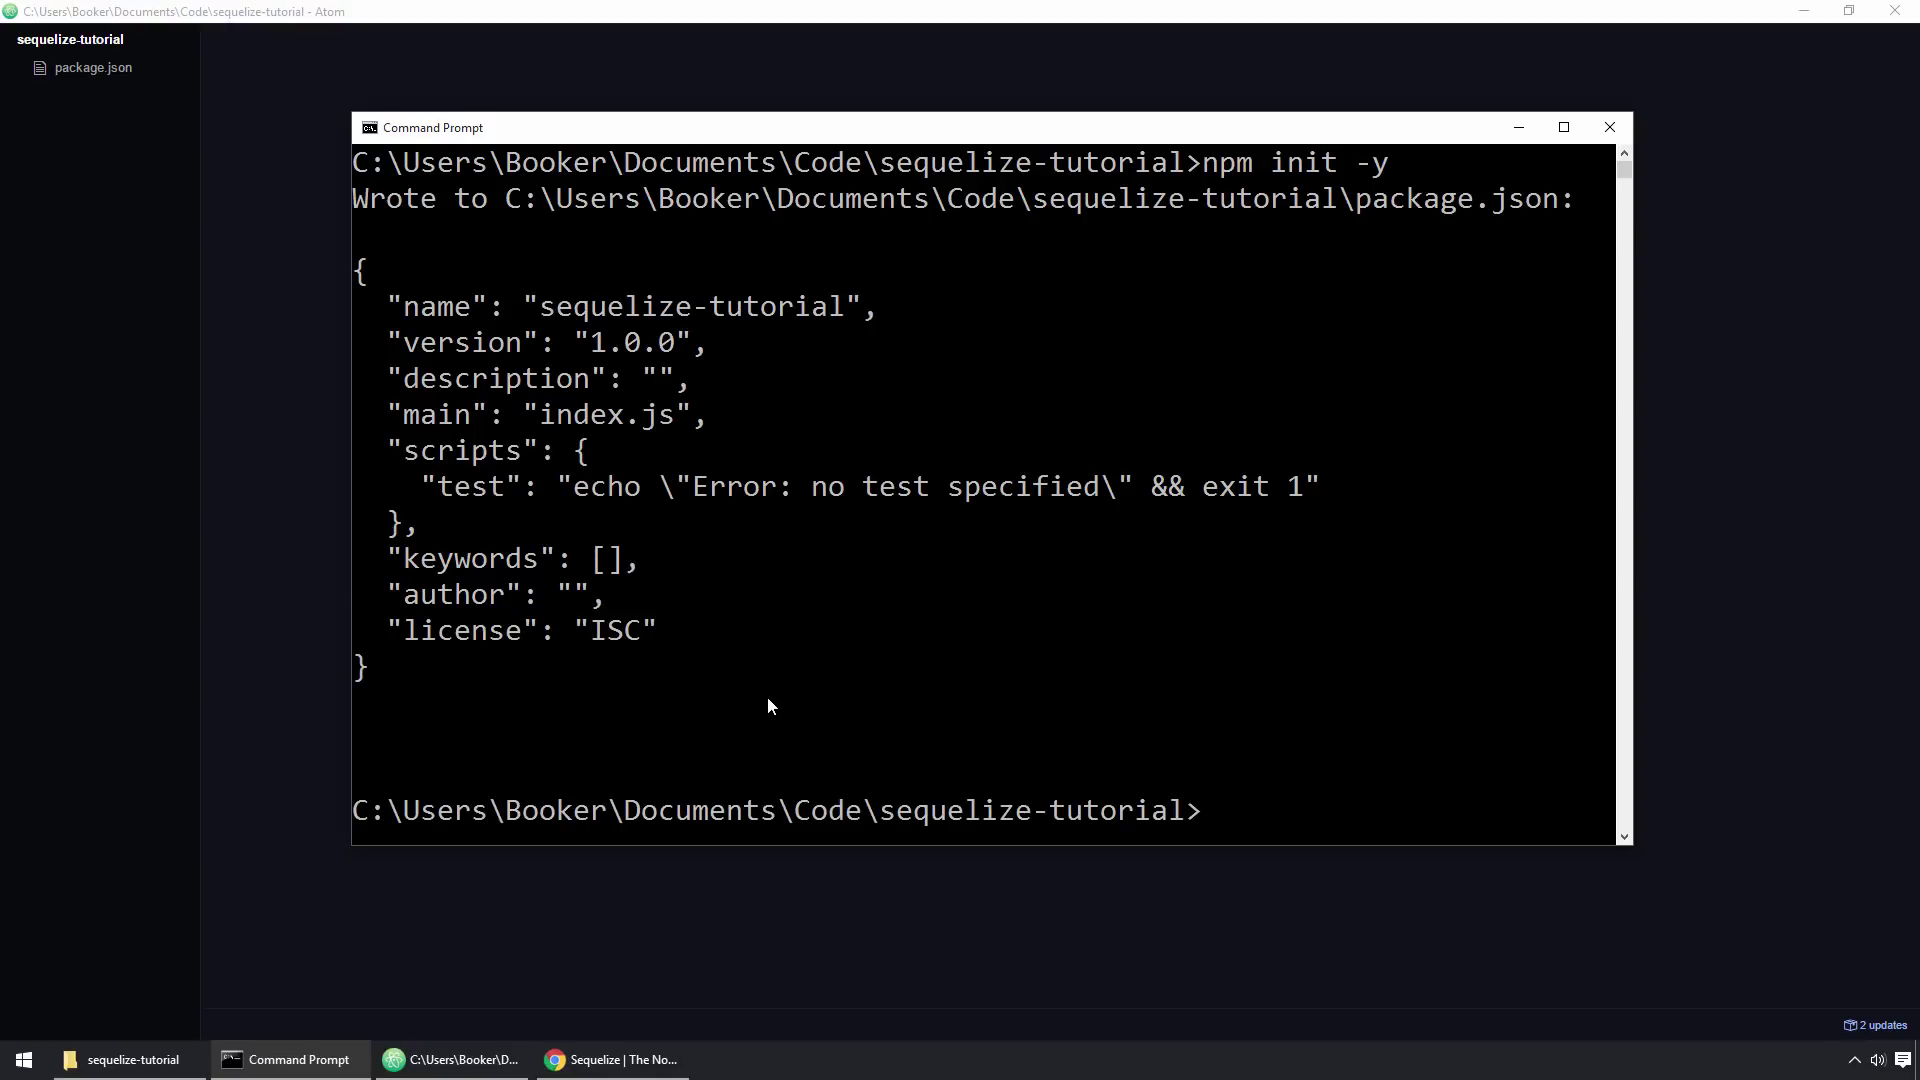 C:\Users\Booker\Documents\Code\sequelize-tutorial - Atom
sequelize-tutorial
package.json
Command Prompt
C:\Users\Booker\Documents\Code\sequelize-tutorial>npm init -y
Wrote to C:\Users\Booker\Documents\Code\sequelize-tutorial\package.json:
{
"name": "sequelize-tutorial",
"version": "1.0.0",
"description": "",
"main": "index.js",
"scripts": {
"test": "echo \"Error: no test specified\" && exit 1"
},
"keywords": [],
"author": "",
"license": "ISC"
}
C:\Users\Booker\Documents\Code\sequelize-tutorial>
2 updates
sequelize-tutorial
Command Prompt
C:\Users\Booker\D...
Sequelize | The No...